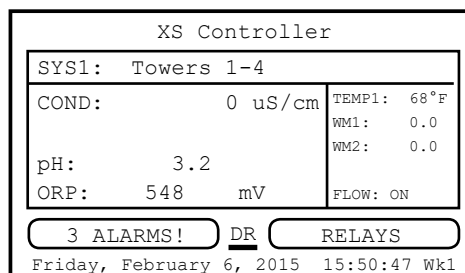 XS Controller
SYS1: Towers 1-4
COND: 0 uS/cm
pH: 3.2
ORP: 548 mV
TEMP1: 68°F
WM1: 0.0
WM2: 0.0
FLOW: ON
3 ALARMS! DR RELAYS
Friday, February 6, 2015 15:50:47 Wk1